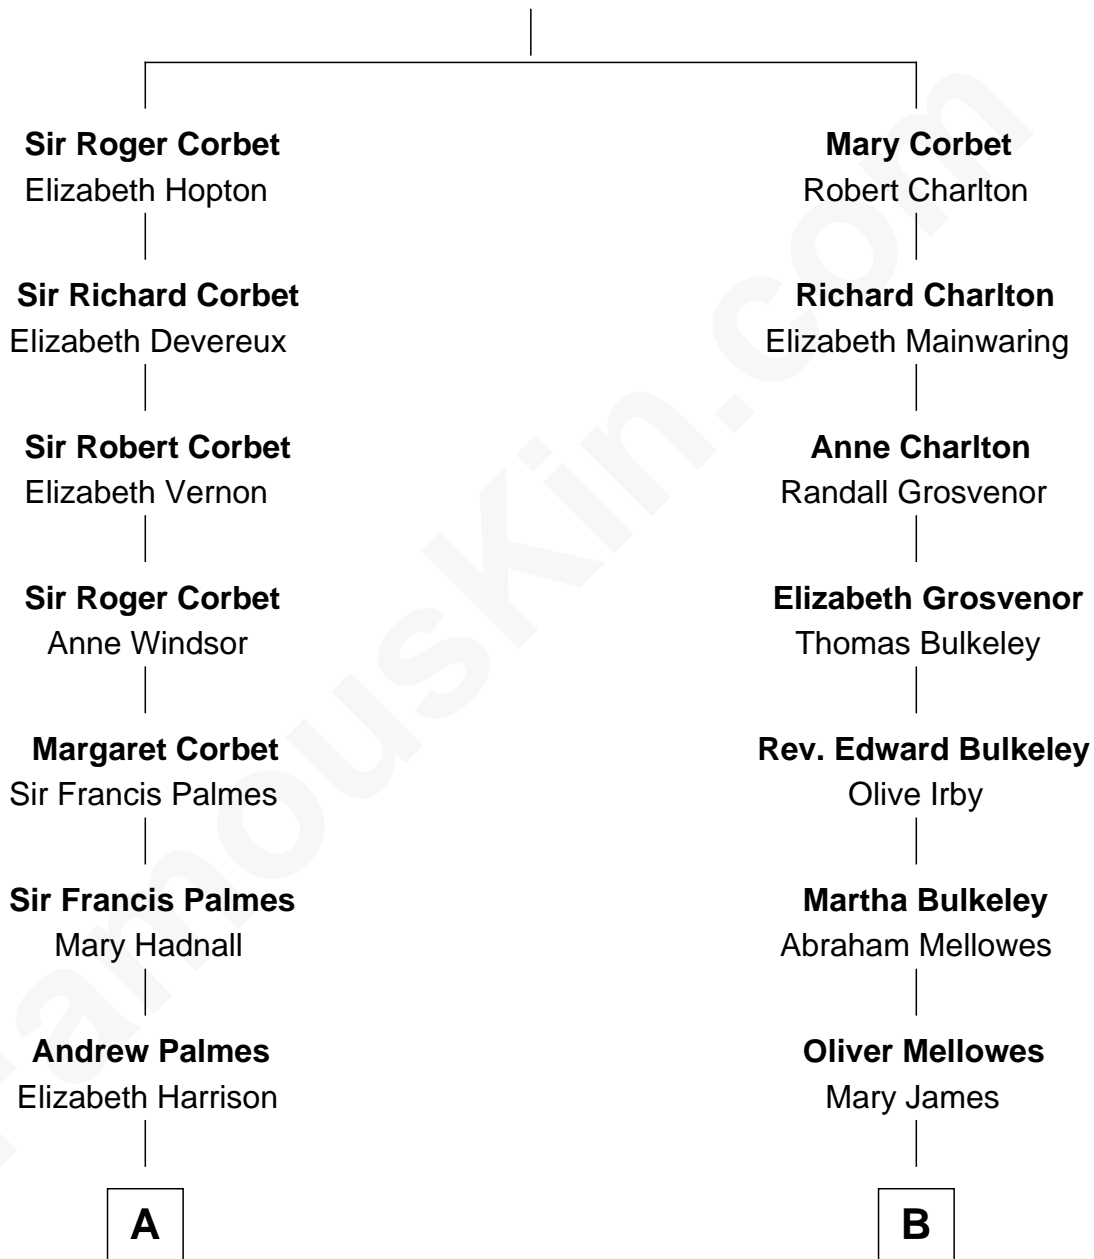 Sir Roger Corbet
Elizabeth Hopton
Sir Richard Corbet
Elizabeth Devereux
Sir Robert Corbet
Elizabeth Vernon
Sir Roger Corbet
Anne Windsor
Margaret Corbet
Sir Francis Palmes
Sir Francis Palmes
Mary Hadnall
Andrew Palmes
Elizabeth Harrison
A
Mary Corbet
Robert Charlton
Richard Charlton
Elizabeth Mainwaring
Anne Charlton
Randall Grosvenor
Elizabeth Grosvenor
Thomas Bulkeley
Rev. Edward Bulkeley
Olive Irby
Martha Bulkeley
Abraham Mellowes
Oliver Mellowes
Mary James
B
FamousKin.com